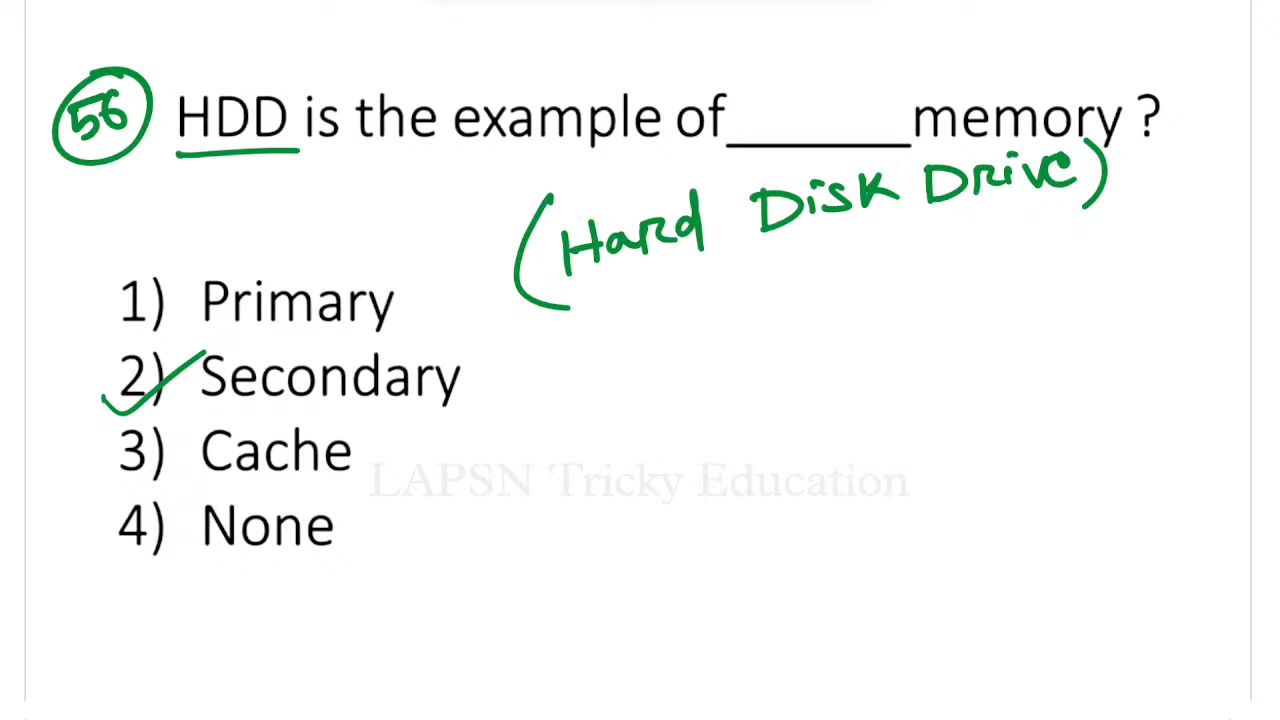 56 HDD is the example of_______memory ?
(Hard Disk Drive)
1) Primary
2) Secondary
3) Cache
LAPSN Tricky Education
4) None